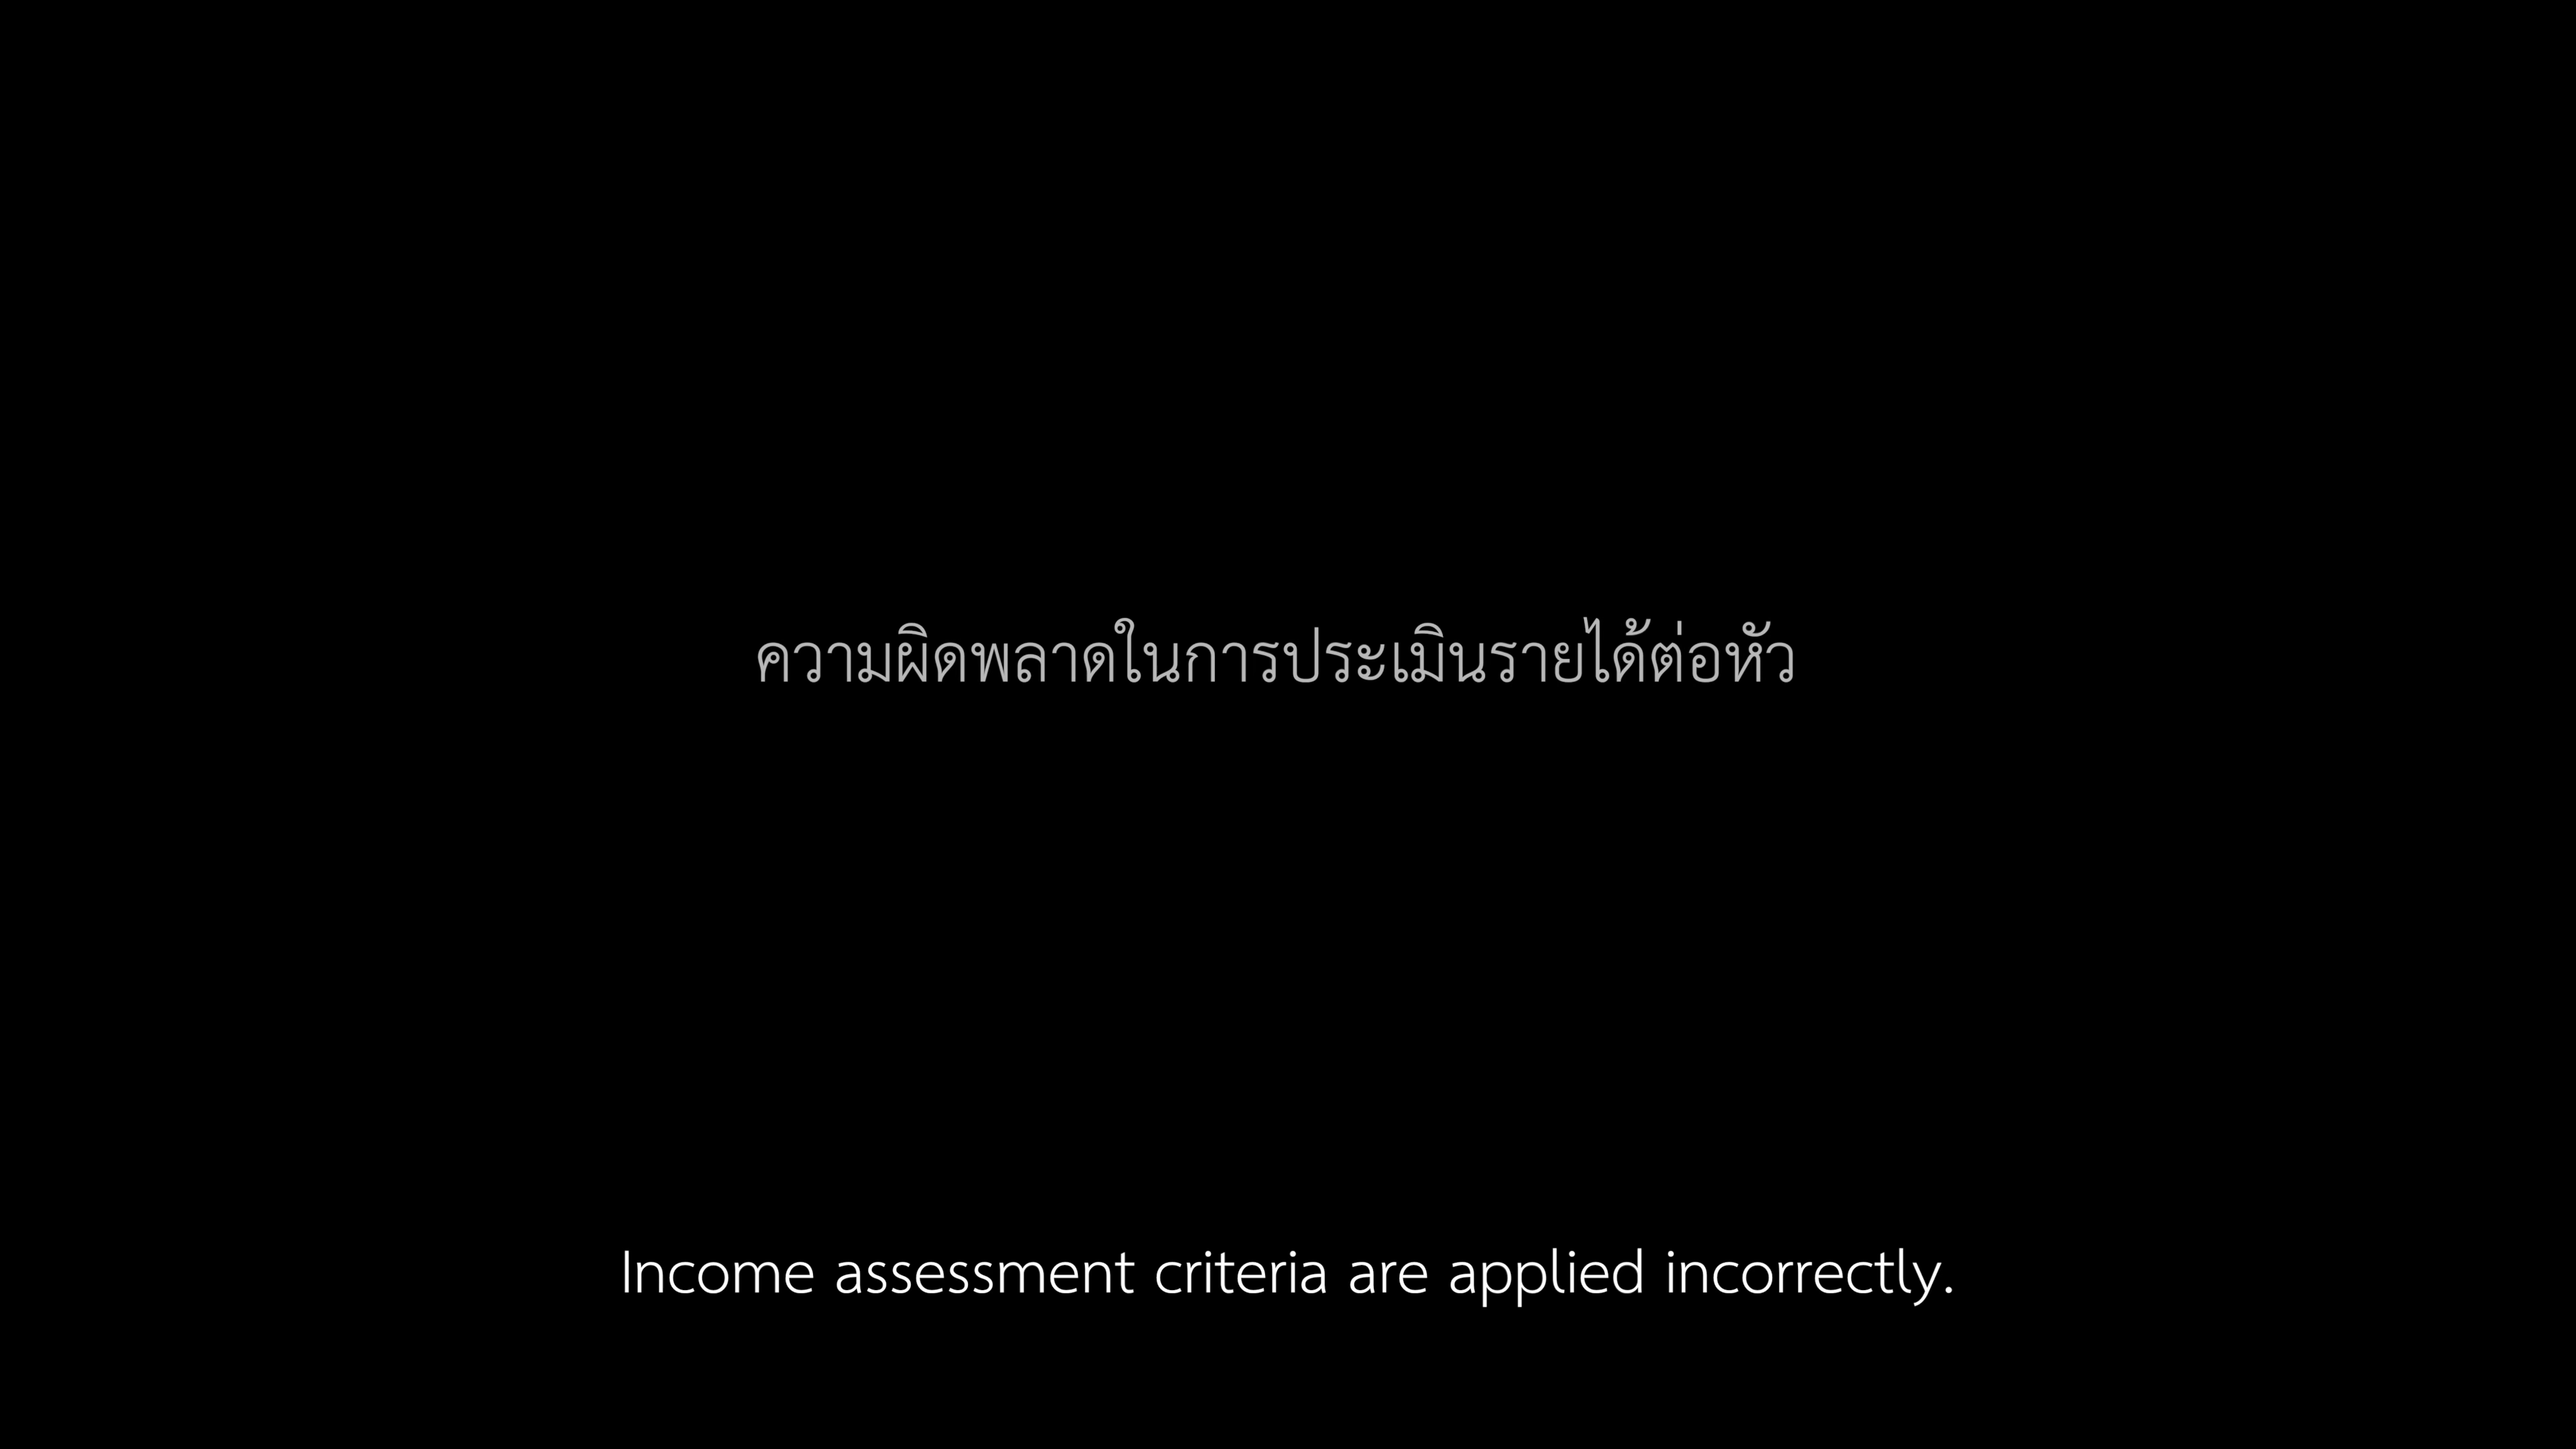 ความผิดพลาดในการประเมินรายได้ต่อหัว
Income assessment criteria are applied incorrectly.